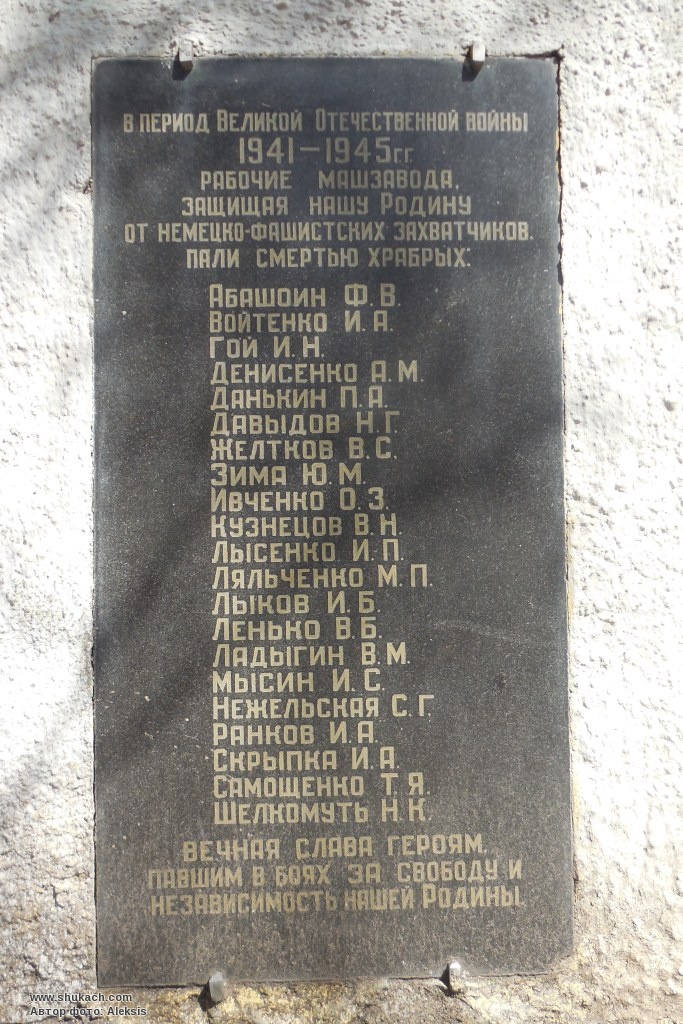 В ПЕРИОД ВЕЛИКОЙ ОТЕЧЕСТВЕННОЙ ВОЙНЫ
1941—1945гг.
РАБОЧИЕ МАШЗАВОДА,
ЗАЩИЩАЯ НАШУ РОДИНУ
ОТ НЕМЕЦКО-ФАШИСТСКИХ ЗАХВАТЧИКОВ.
ПАЛИ СМЕРТЬЮ ХРАБРЫХ:
АБАШОИН Ф. В.
ВОЙТЕНКО И. А.
ГОЙ И. Н.
ДЕНИСЕНКО А. М.
ДАНЬКИН П. А.
ДАВЫДОВ Н. Г.
ЖЕЛТКОВ В. С.
ЗИМА Ю. М.
ИВЧЕНКО О. З.
КУЗНЕЦОВ В. Н.
ЛЫСЕНКО И. П.
ЛЯЛЬЧЕНКО М. П.
ЛЫКОВ И. Б.
ЛЕНЬКО В. Б.
ЛАДЫГИН В. М.
МЫСИН И. С.
НЕЖЕЛЬСКАЯ С. Г.
РАНКОВ И. А.
СКРЫПКА И. А.
САМОЩЕНКО Т. Я.
ШЕЛКОМУТЬ Н. К.
ВЕЧНАЯ СЛАВА ГЕРОЯМ,
ПАВШИМ В БОЯХ ЗА СВОБОДУ И
НЕЗАВИСИМОСТЬ НАШЕЙ РОДИНЫ.
www.shukach.com
Автор фото: Aleksis